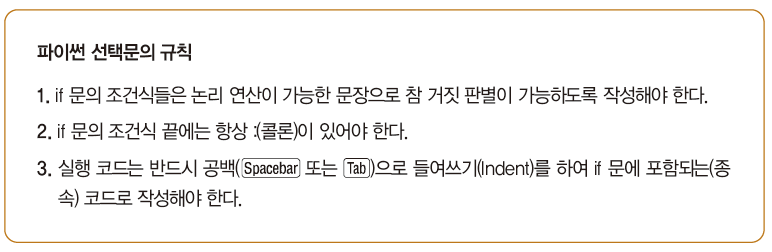 파이썬 선택문의 규칙
1. if 문의 조건식들은 논리 연산이 가능한 문장으로 참 거짓 판별이 가능하도록 작성해야 한다.
2. if 문의 조건식 끝에는 항상 :(콜론)이 있어야 한다.
3. 실행 코드는 반드시 공백(Spacebar 또는 Tab)으로 들여쓰기(Indent)를 하여 if 문에 포함되는(종
속) 코드로 작성해야 한다.